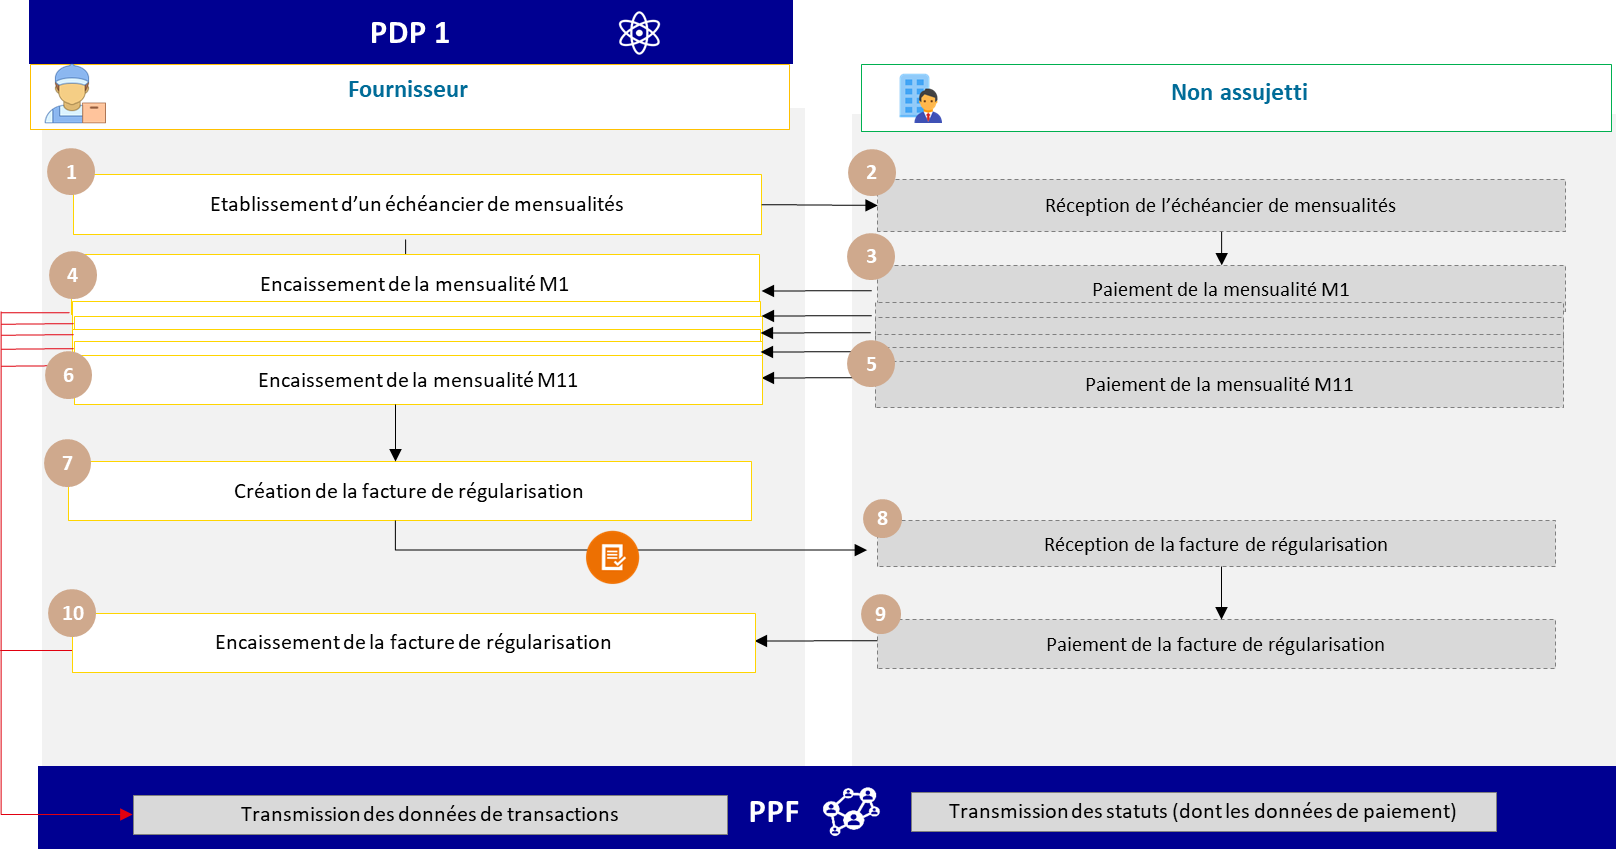 PDP 1
Fournisseur
Non assujetti
1
Etablissement d’un échéancier de mensualités
2
Réception de l’échéancier de mensualités
4
Encaissement de la mensualité M1
3
Paiement de la mensualité M1
6
Encaissement de la mensualité M11
5
Paiement de la mensualité M11
7
Création de la facture de régularisation
8
Réception de la facture de régularisation
10
Encaissement de la facture de régularisation
9
Paiement de la facture de régularisation
Transmission des données de transactions
PPF
Transmission des statuts (dont les données de paiement)